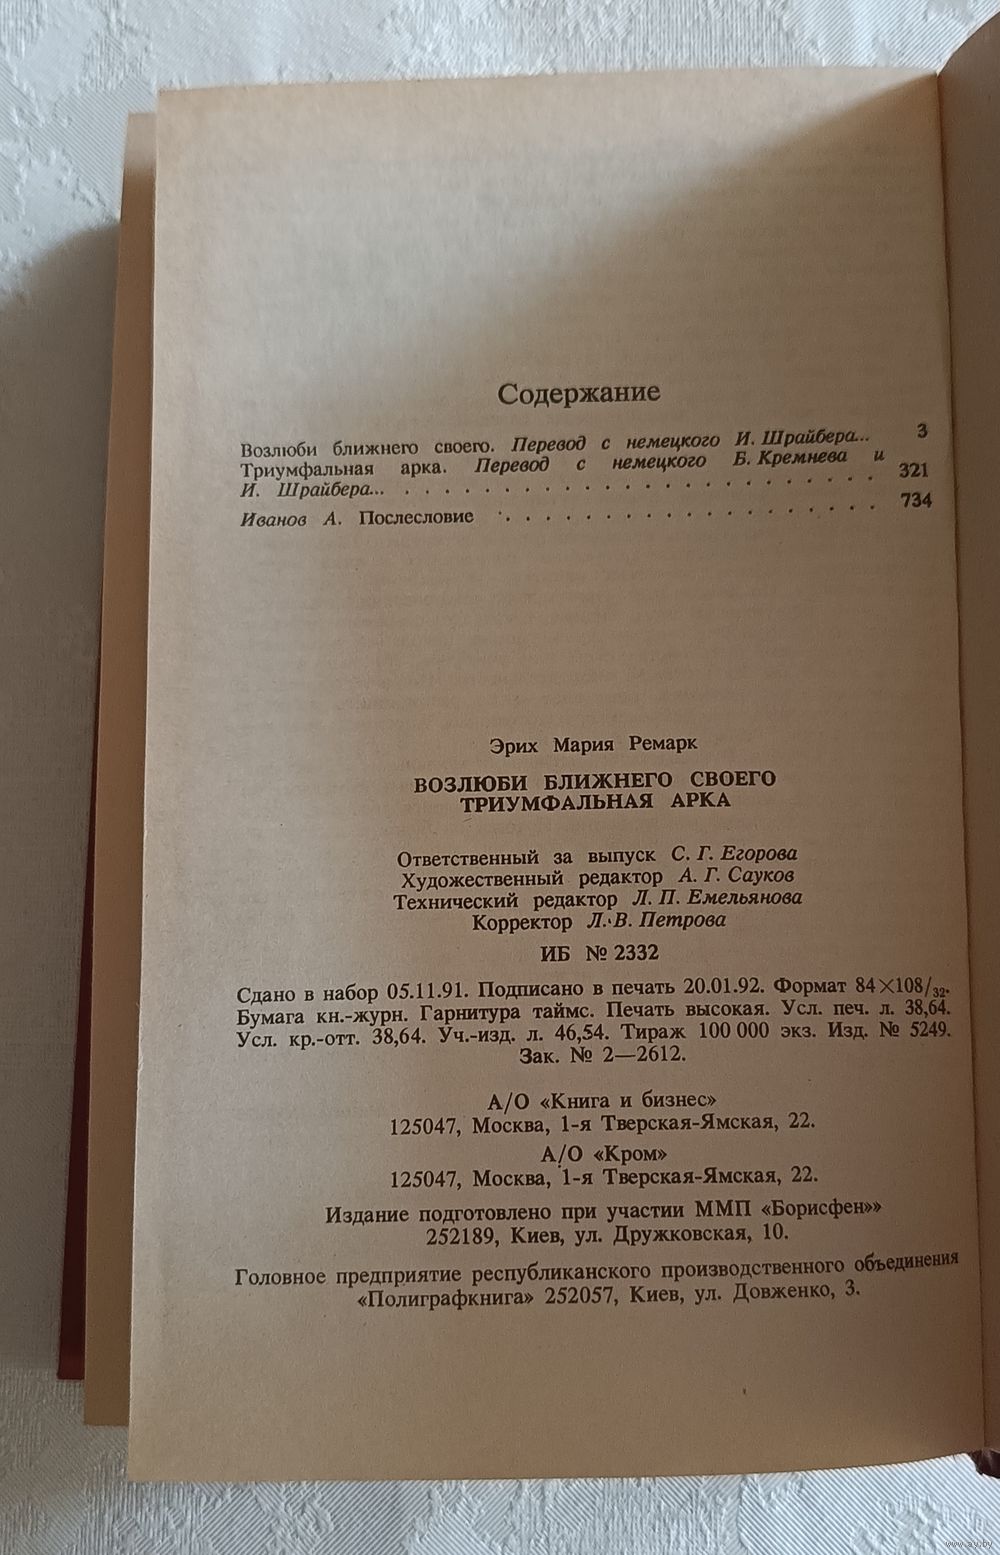 Содержание
Возлюби ближнего своего. Перевод с немецкого И. Шрайбера... 3
Триумфальная арка. Перевод с немецкого Б. Кремнева и
И. Шрайбера... . . . . . . . . . . . . . . . . . . . . . . . . 321
Иванов А. Послесловие . . . . . . . . . . . . . . . . . . . 734
Эрих Мария Ремарк
ВОЗЛЮБИ БЛИЖНЕГО СВОЕГО
ТРИУМФАЛЬНАЯ АРКА
Ответственный за выпуск С. Г. Егорова
Художественный редактор А. Г. Сауков
Технический редактор Л. П. Емельянова
Корректор Л. В. Петрова
ИБ № 2332
Сдано в набор 05.11.91. Подписано в печать 20.01.92. Формат 84×108/32.
Бумага кн.-журн. Гарнитура таймс. Печать высокая. Усл. печ. л. 38,64.
Усл. кр.-отт. 38,64. Уч.-изд. л. 46,54. Тираж 100 000 экз. Изд. № 5249.
Зак. № 2—2612.
А/О «Книга и бизнес»
125047, Москва, 1-я Тверская-Ямская, 22.
А/О «Кром»
125047, Москва, 1-я Тверская-Ямская, 22.
Издание подготовлено при участии ММП «Борисфен»»
252189, Киев, ул. Дружковская, 10.
Головное предприятие республиканского производственного объединения
«Полиграфкнига» 252057, Киев, ул. Довженко, 3.
www.ay.by